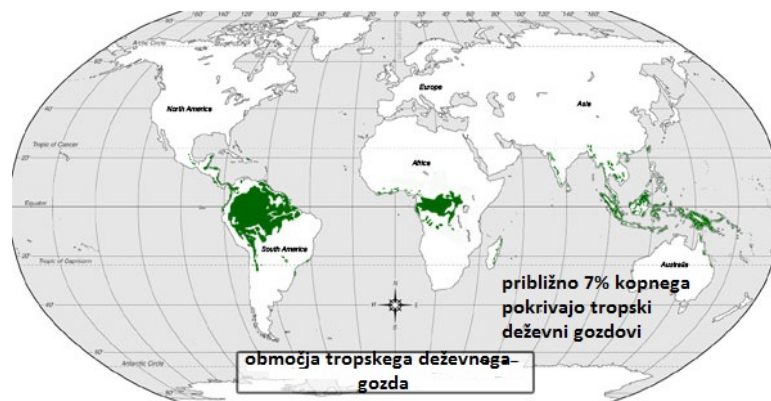 Arctic Circle
North America
Europe
Asia
Tropic of Cancer
Africa
Equator
South America
Tropic of Capricorn
Australia
približno 7% kopnega
pokrivajo tropski
deževni gozdovi
N
E
S
Antarctic Circle
območja tropskega deževnega
gozda